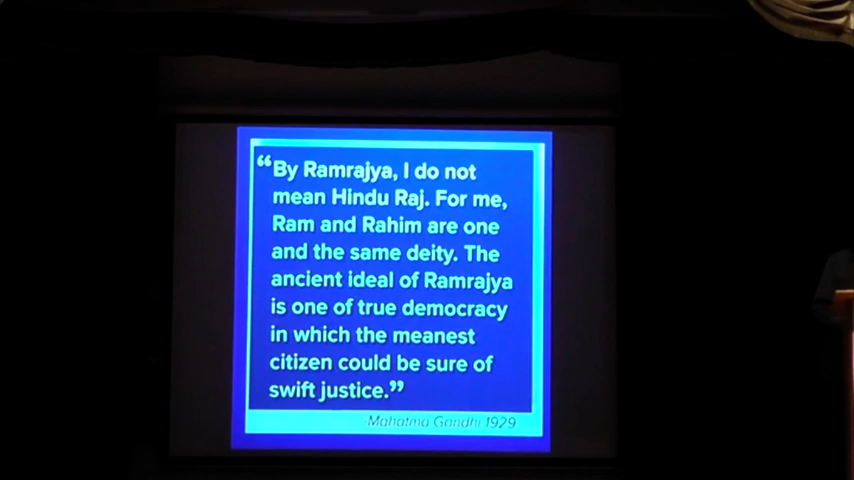 “By Ramrajya, I do not
mean Hindu Raj. For me,
Ram and Rahim are one
and the same deity. The
ancient ideal of Ramrajya
is one of true democracy
in which the meanest
citizen could be sure of
swift justice.”
-Mahatma Gandhi 1929